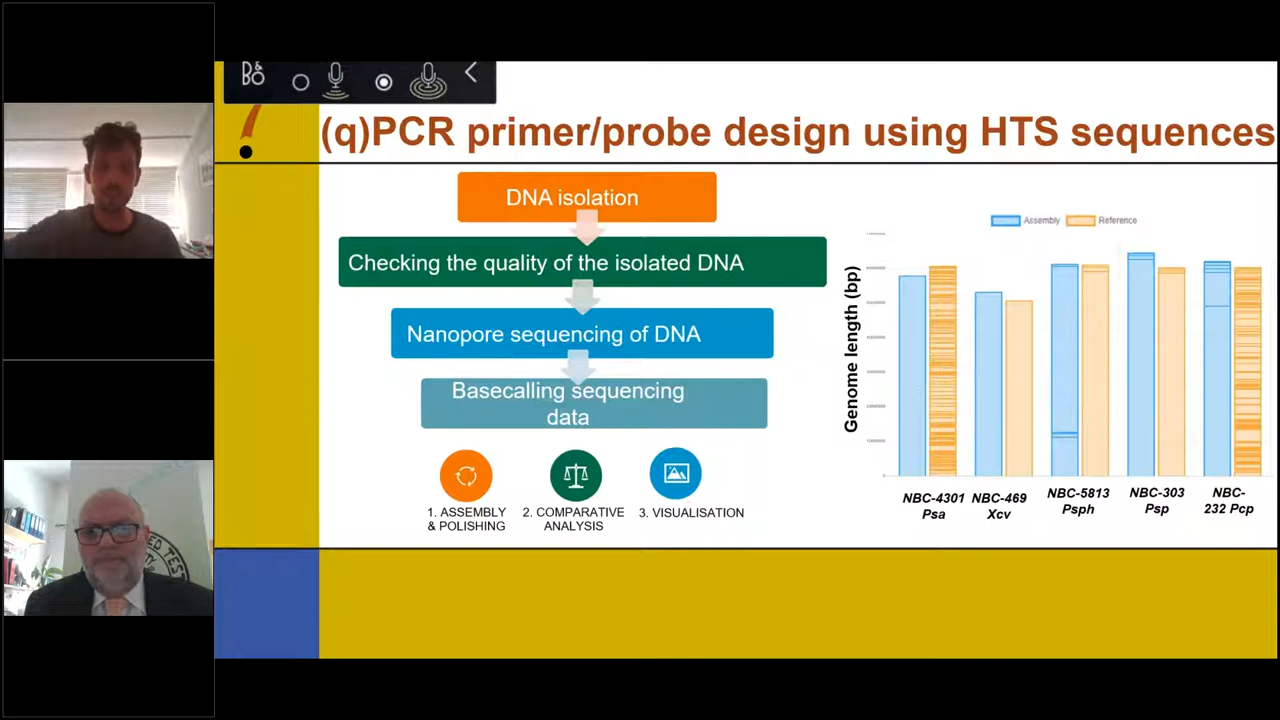 B&O
(q)PCR primer/probe design using HTS sequences
DNA isolation
Checking the quality of the isolated DNA
Nanopore sequencing of DNA
Basecalling sequencing
data
1. ASSEMBLY
& POLISHING
2. COMPARATIVE
ANALYSIS
3. VISUALISATION
Assembly
Reference
Genome length (bp)
NBC-4301
Psa
NBC-469
Xcv
NBC-5813
Psph
NBC-303
Psp
NBC-
232 Pcp